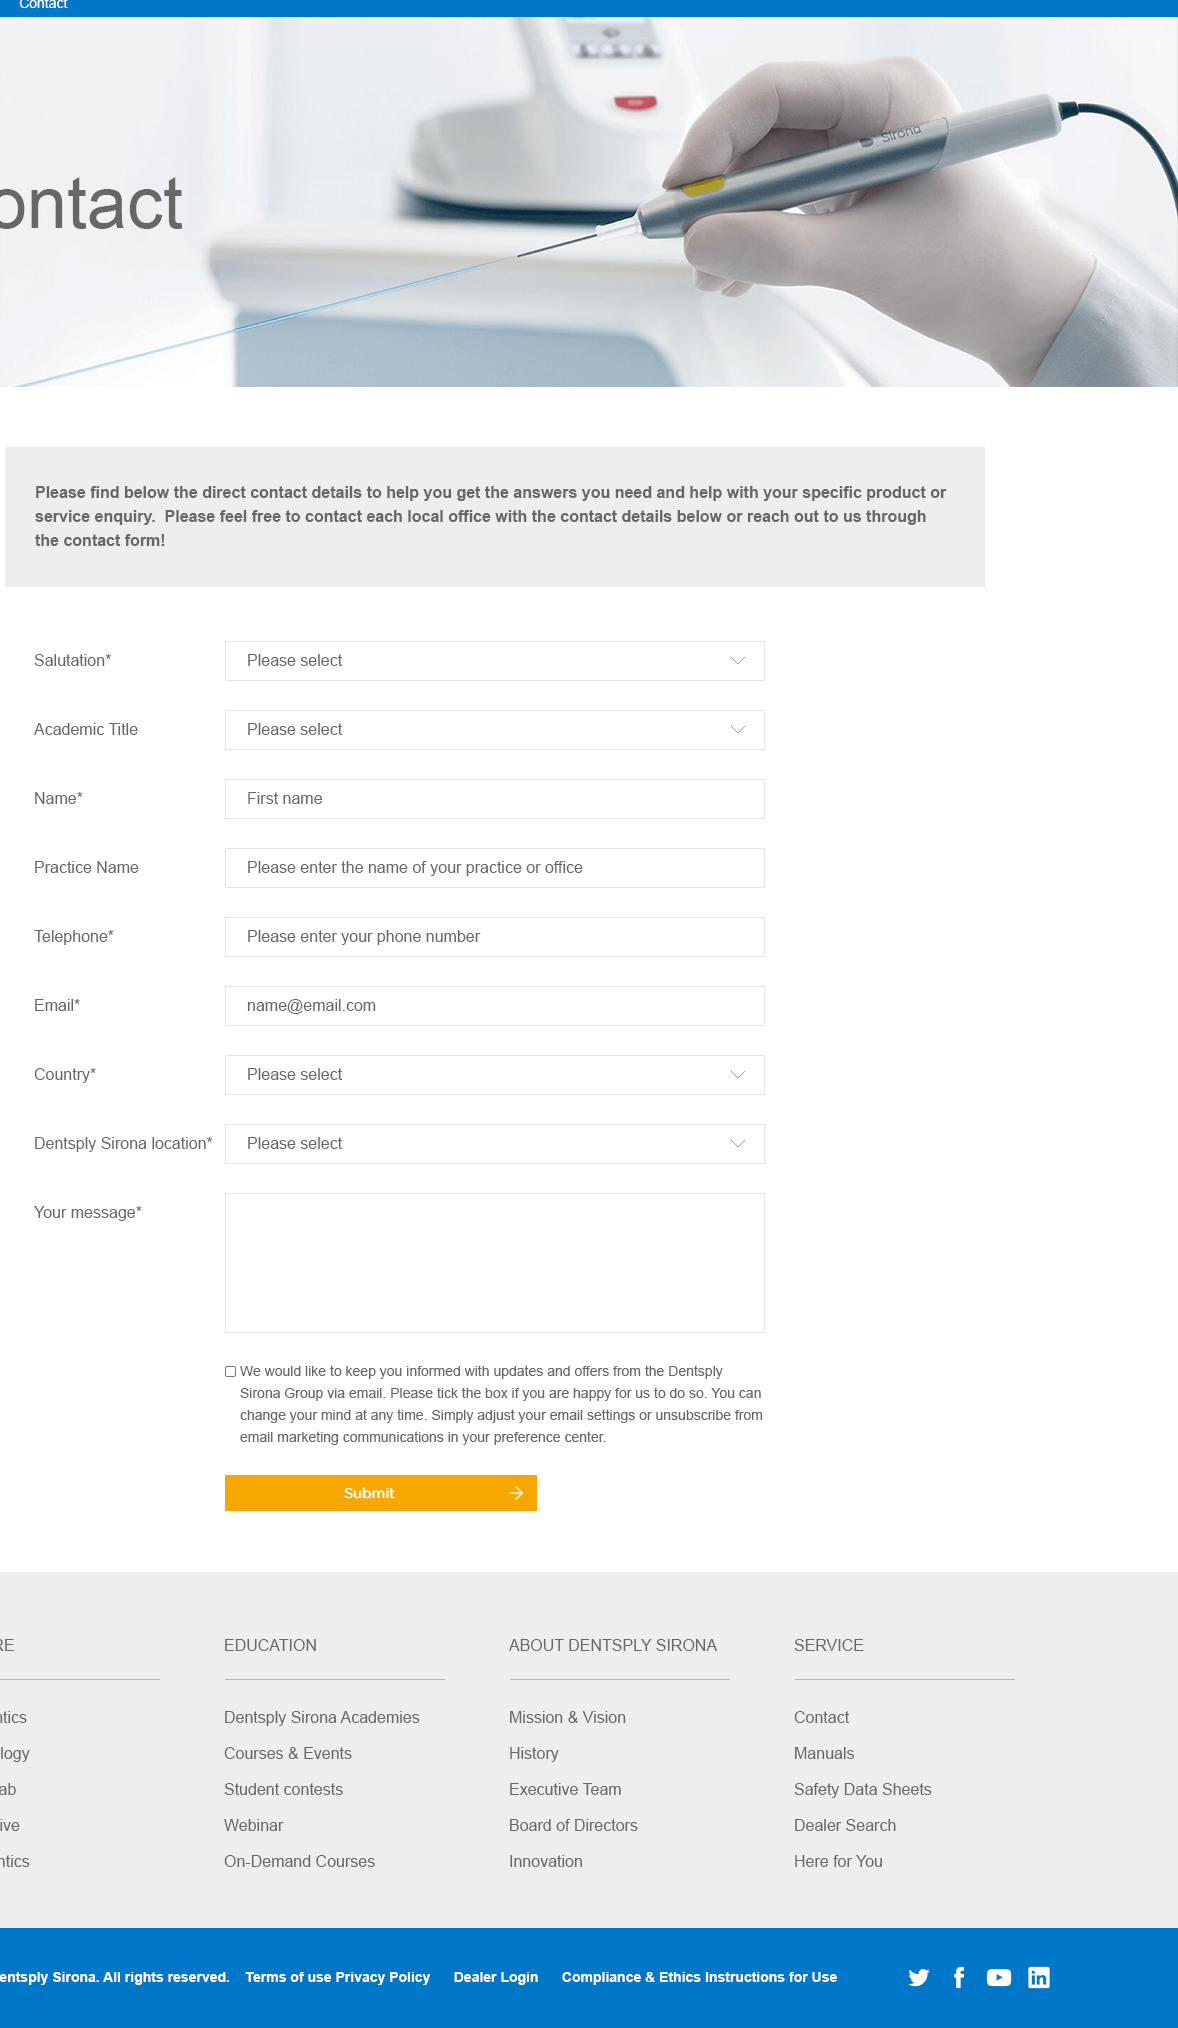 Contact
ontact
Sirona
Please find below the direct contact details to help you get the answers you need and help with your specific product or
service enquiry.  Please feel free to contact each local office with the contact details below or reach out to us through
the contact form!
Salutation*
Please select
Academic Title
Please select
Name*
First name
Practice Name
Please enter the name of your practice or office
Telephone*
Please enter your phone number
Email*
name@email.com
Country*
Please select
Dentsply Sirona location*
Please select
Your message*
We would like to keep you informed with updates and offers from the Dentsply
Sirona Group via email. Please tick the box if you are happy for us to do so. You can
change your mind at any time. Simply adjust your email settings or unsubscribe from
email marketing communications in your preference center.
Submit
RE
ntics
logy
ab
ive
ntics
EDUCATION
Dentsply Sirona Academies
Courses & Events
Student contests
Webinar
On-Demand Courses
ABOUT DENTSPLY SIRONA
Mission & Vision
History
Executive Team
Board of Directors
Innovation
SERVICE
Contact
Manuals
Safety Data Sheets
Dealer Search
Here for You
entsply Sirona. All rights reserved. Terms of use Privacy Policy Dealer Login Compliance & Ethics Instructions for Use